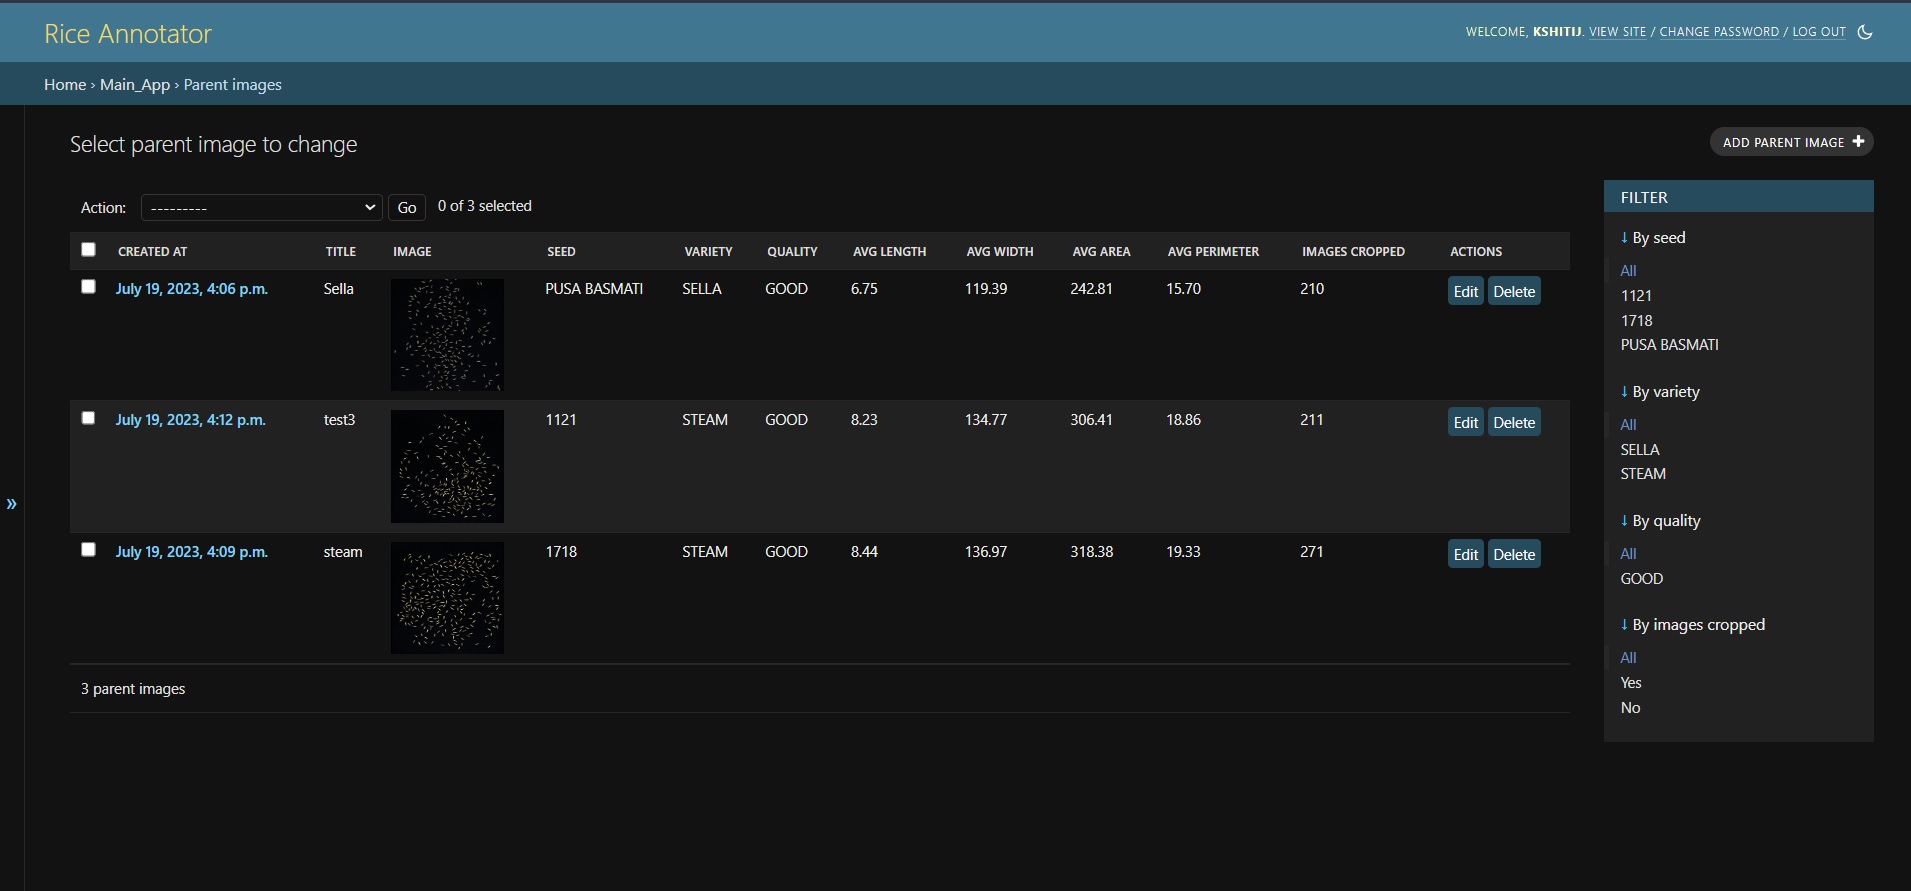 Rice Annotator
WELCOME, KSHITIJ. VIEW SITE / CHANGE PASSWORD / LOG OUT
Home › Main_App › Parent images
Select parent image to change
ADD PARENT IMAGE +
Action: --------- Go 0 of 3 selected
CREATED AT TITLE IMAGE SEED VARIETY QUALITY AVG LENGTH AVG WIDTH AVG AREA AVG PERIMETER IMAGES CROPPED ACTIONS
July 19, 2023, 4:06 p.m. Sella PUSA BASMATI SELLA GOOD 6.75 119.39 242.81 15.70 210 Edit Delete
July 19, 2023, 4:12 p.m. test3 1121 STEAM GOOD 8.23 134.77 306.41 18.86 211 Edit Delete
July 19, 2023, 4:09 p.m. steam 1718 STEAM GOOD 8.44 136.97 318.38 19.33 271 Edit Delete
3 parent images
»
FILTER
↓ By seed
All
1121
1718
PUSA BASMATI
↓ By variety
All
SELLA
STEAM
↓ By quality
All
GOOD
↓ By images cropped
All
Yes
No